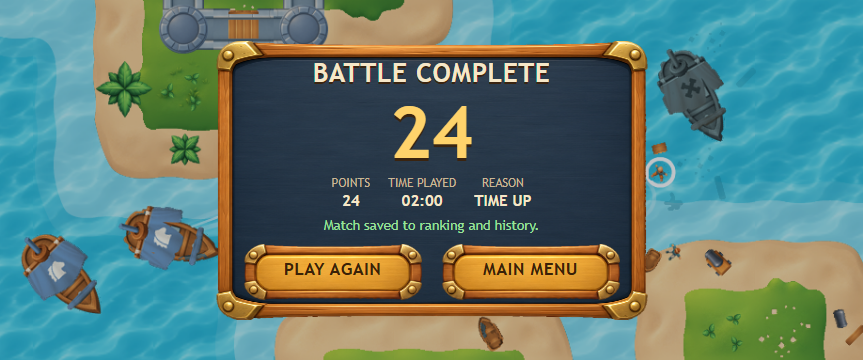 BATTLE COMPLETE
24
POINTS TIME PLAYED REASON
24 02:00 TIME UP
Match saved to ranking and history.
PLAY AGAIN MAIN MENU